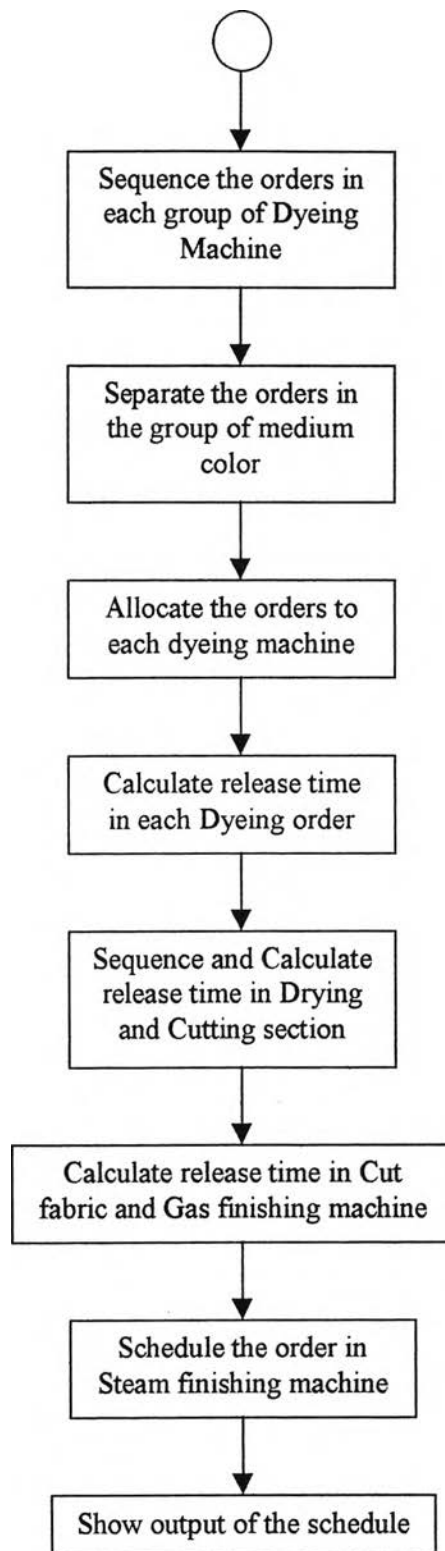 Sequence the orders in
each group of Dyeing
Machine
Separate the orders in
the group of medium
color
Allocate the orders to
each dyeing machine
Calculate release time
in each Dyeing order
Sequence and Calculate
release time in Drying
and Cutting section
Calculate release time in Cut
fabric and Gas finishing machine
Schedule the order in
Steam finishing machine
Show output of the schedule